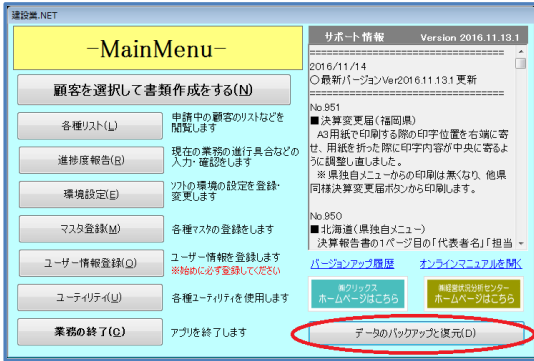 建設業.NET
-MainMenu-
顧客を選択して書類作成をする(N)
各種リスト(L)
申請中の顧客のリストなどを
閲覧します
進捗度報告(R)
現在の業務の進行具合などの
入力・確認をします
環境設定(E)
ソフトの環境の設定を登録・
変更します。
マスタ登録(M)
各種マスタの登録をします
ユーザー情報登録(O)
ユーザー情報を登録します
※始めに必ず登録してください
ユーティリティ(U)
各種ユーティリティを使用します
業務の終了(C)
アプリを終了します
サポート情報 Version 2016.11.13.1
==================================
2016/11/14
○最新バージョンVer2016.11.13.1更新
==================================
No.951
■決算変更届(福岡県)
A3用紙で印刷する際の印字位置を右端に寄
せ、用紙を折った際に印字内容が中央に寄るよ
うに調整し直しました。
※県独自メニューからの印刷は無くなり、他県
同様決算変更届ボタンから印刷します。
No.950
■北海道(県独自メニュー)
決算報告書の1ページ目の「代表者名」「担当
バージョンアップ履歴 オンラインマニュアルを開く
㈱クリックス
ホームページはこちら
㈱経営状況分析センター
ホームページはこちら
データのバックアップと復元(D)